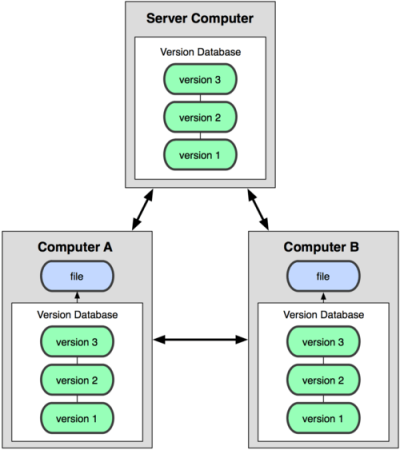 Server Computer
Version Database
version 3
version 2
version 1
Computer A
file
Version Database
version 3
version 2
version 1
Computer B
file
Version Database
version 3
version 2
version 1